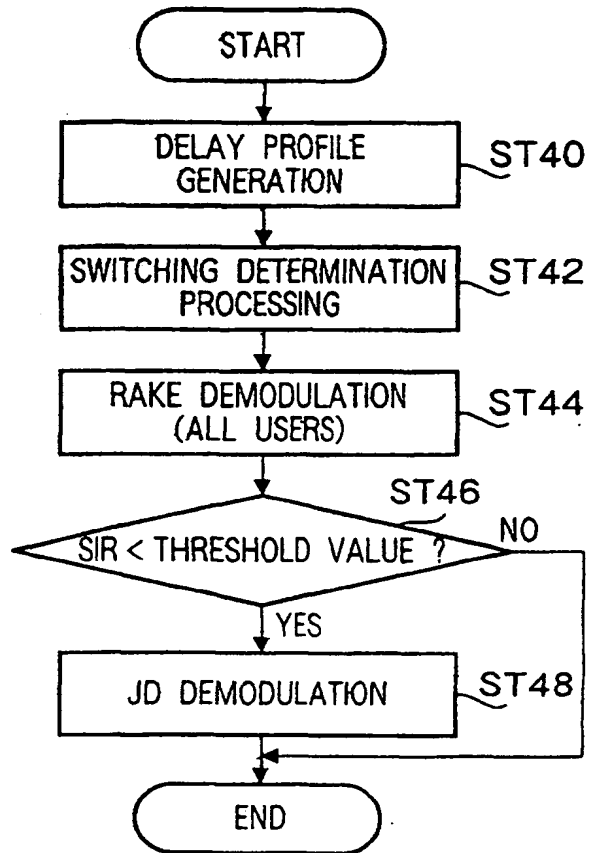 START
DELAY PROFILE
GENERATION
ST40
SWITCHING DETERMINATION
PROCESSING
ST42
RAKE DEMODULATION
(ALL USERS)
ST44
ST46
SIR < THRESHOLD VALUE ?
NO
YES
JD DEMODULATION
ST48
END